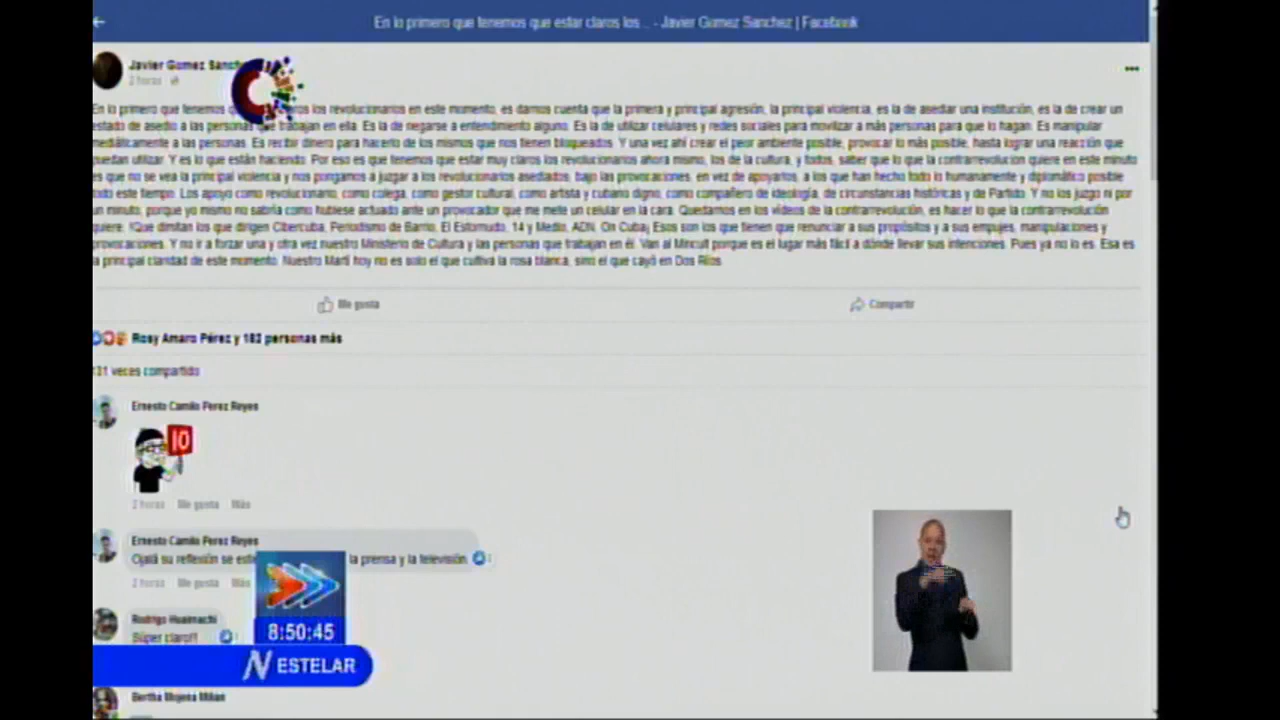 En lo primero que tenemos que estar claros los ... - Javier Gomez Sanchez | Facebook
Javier Gomez Sanch
2 horas
En lo primero que tenemos os los revolucionarios en este momento, es darnos cuenta que la primera y principal agresión, la principal violencia, es la de asediar una institución, es la de crear un
estado de asedio a las personas que trabajan en ella. Es la de negarse a entendimiento alguno. Es la de utilizar celulares y redes sociales para movilizar a más personas para que lo hagan. Es manipular
mediáticamente a las personas. Es recibir dinero para hacerlo de los mismos que nos tienen bloqueados. Y una vez ahí crear el peor ambiente posible, provocar lo más posible, hasta lograr una reacción que
puedan utilizar. Y es lo que están haciendo. Por eso es que tenemos que estar muy claros los revolucionarios ahora mismo, los de la cultura, y todos, saber que lo que la contrarrevolución quiere en este minuto
es que no se vea la principal violencia y nos pongamos a juzgar a los revolucionarios asediados, bajo las provocaciones, en vez de apoyarlos, a los que han hecho todo lo humanamente y diplomático posible
todo este tiempo. Los apoyo como revolucionario, como colega, como gestor cultural, como artista y cubano digno, como compañero de ideología, de circunstancias históricas y de Partido. Y no los juzgo ni por
un minuto, porque yo mismo no sabría como hubiese actuado ante un provocador que me mete un celular en la cara. Quedarnos en los vídeos de la contrarrevolución, es hacer lo que la contrarrevolución
quiere. !Que dimitan los que dirigen Cibercuba, Periodismo de Barrio, El Estornudo, 14 y Medio, ADN, On Cuba¡ Esos son los que tienen que renunciar a sus propósitos y a sus empujes, manipulaciones y
provocaciones. Y no ir a forzar una y otra vez nuestro Ministerio de Cultura y las personas que trabajan en él. Van al Mincult porque es el lugar más fácil a dónde llevar sus intenciones. Pues ya no lo es. Esa es
la principal claridad de este momento. Nuestro Martí hoy no es solo el que cultiva la rosa blanca, sino el que cayó en Dos Ríos.
Me gusta
Compartir
Rosy Amaro Pérez y 182 personas más
131 veces compartido
Ernesto Camilo Perez Reyes
10
2 horas Me gusta Más
Ernesto Camilo Perez Reyes
Ojalá su reflexión se la prensa y la televisión.
2 horas Me gusta Más
Rodrigo Huaimachi
Súper claro!!
8:50:45
N ESTELAR
Bertha Mojena Milian